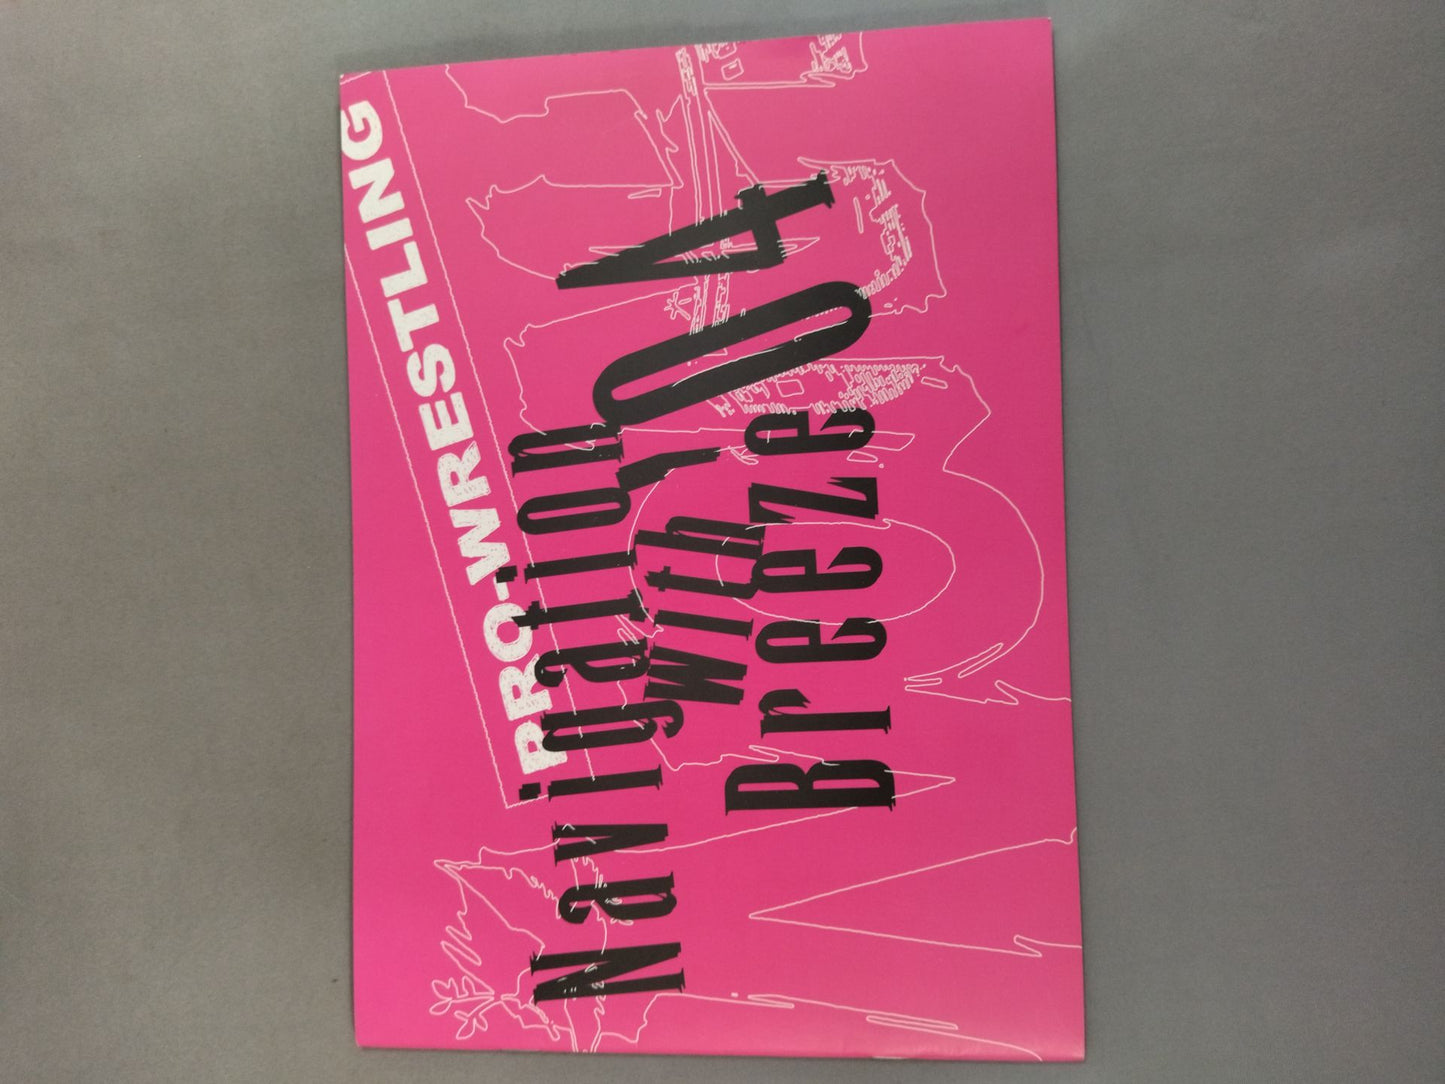 PRO-WRESTLING
Navigation
with
Breeze
'04